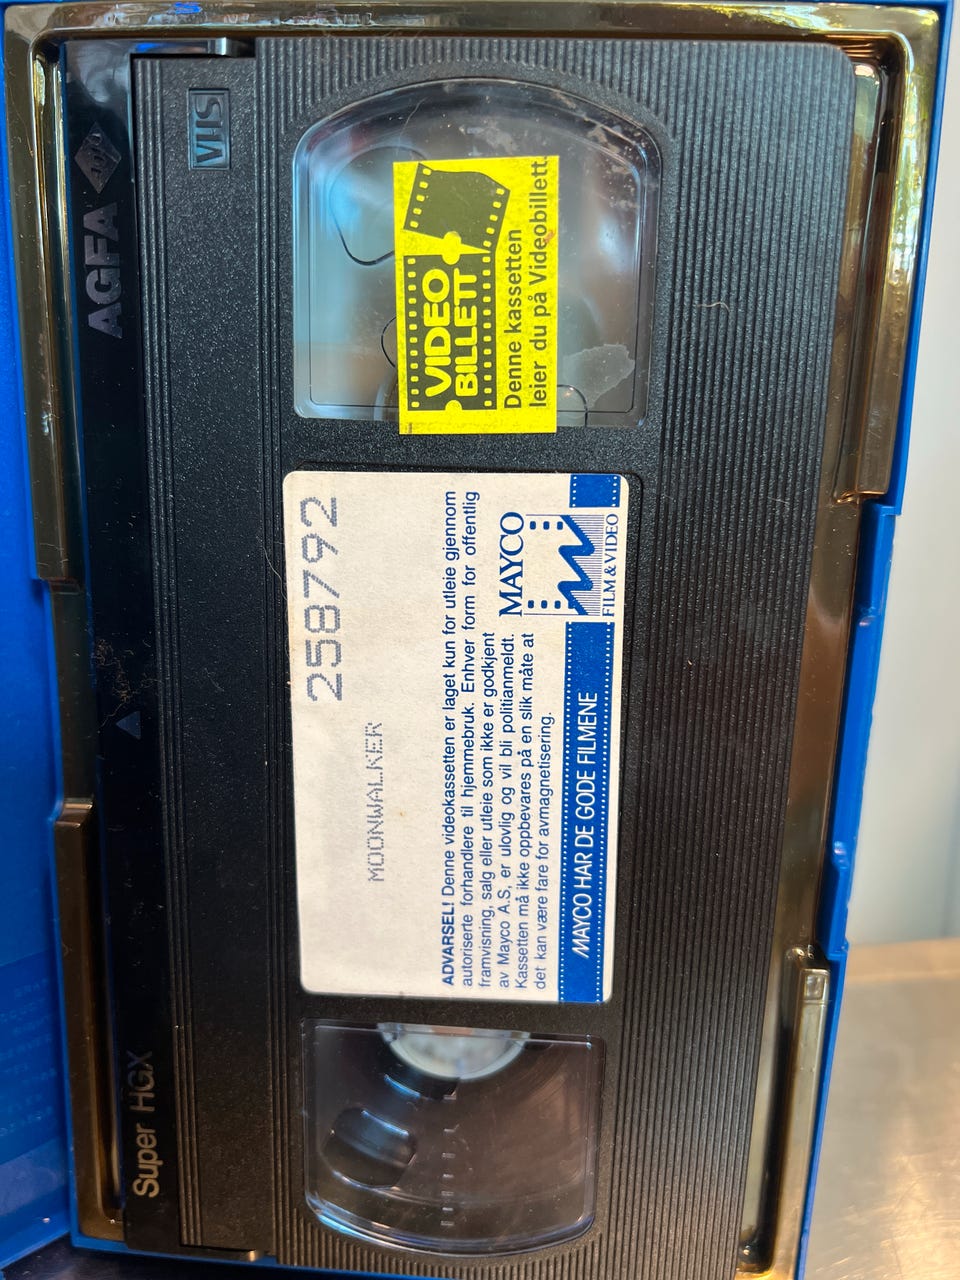 AGFA
Super HGX
VHS
VIDEO
BILLETT
Denne kassetten
leier du på Videobillett.
258792
MOONWALKER
ADVARSEL! Denne videokassetten er laget kun for utleie gjennom
autoriserte forhandlere til hjemmebruk. Enhver form for offentlig
framvisning, salg eller utleie som ikke er godkjent
av Mayco A.S, er ulovlig og vil bli politianmeldt.
Kassetten må ikke oppbevares på en slik måte at
det kan være fare for avmagnetisering.
MAYCO
FILM & VIDEO
MAYCO HAR DE GODE FILMENE